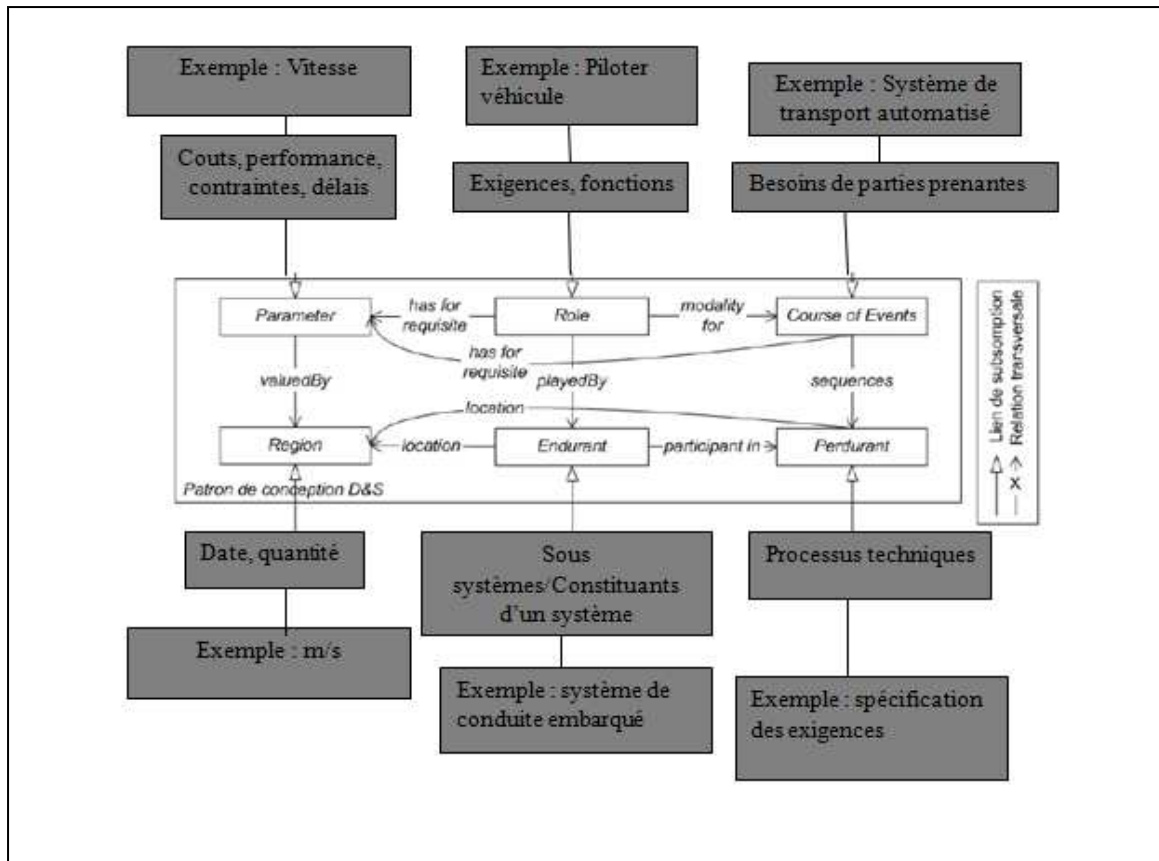 Exemple : Vitesse
Exemple : Piloter
véhicule
Exemple : Système de
transport automatisé
Couts, performance,
contraintes, délais
Exigences, fonctions
Besoins de parties prenantes
Parameter
has for
requisite
Role
modality
for
Course of Events
has for
requisite
valuedBy
playedBy
sequences
location
Region
location
Endurant
participant in
Perdurant
Patron de conception D&S
Lien de subsomption
X Relation transversale
Date, quantité
Sous
systèmes/Constituants
d’un système
Processus techniques
Exemple : m/s
Exemple : système de
conduite embarqué
Exemple : spécification
des exigences